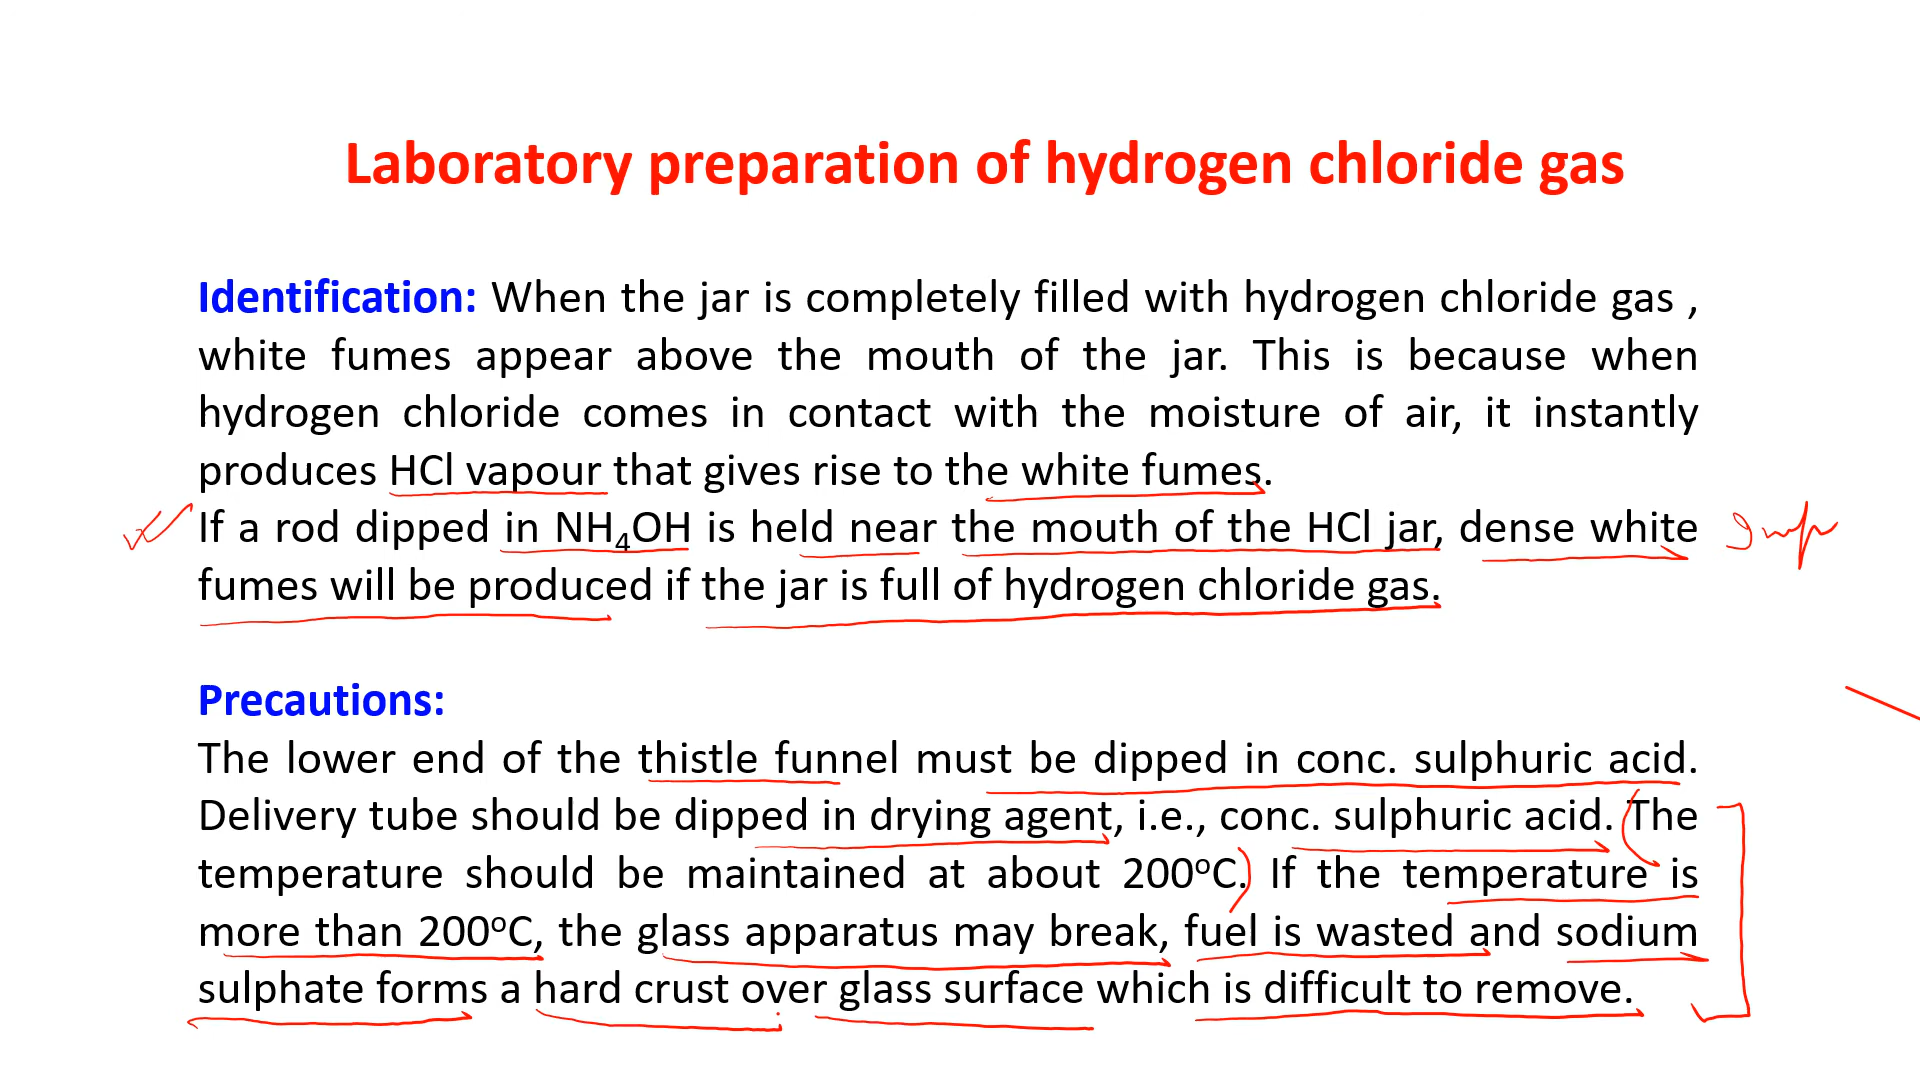 Laboratory preparation of hydrogen chloride gas
Identification: When the jar is completely filled with hydrogen chloride gas ,
white fumes appear above the mouth of the jar. This is because when
hydrogen chloride comes in contact with the moisture of air, it instantly
produces HCl vapour that gives rise to the white fumes.
If a rod dipped in NH₄OH is held near the mouth of the HCl jar, dense white
fumes will be produced if the jar is full of hydrogen chloride gas.
Precautions:
The lower end of the thistle funnel must be dipped in conc. sulphuric acid.
Delivery tube should be dipped in drying agent, i.e., conc. sulphuric acid. The
temperature should be maintained at about 200°C. If the temperature is
more than 200°C, the glass apparatus may break, fuel is wasted and sodium
sulphate forms a hard crust over glass surface which is difficult to remove.